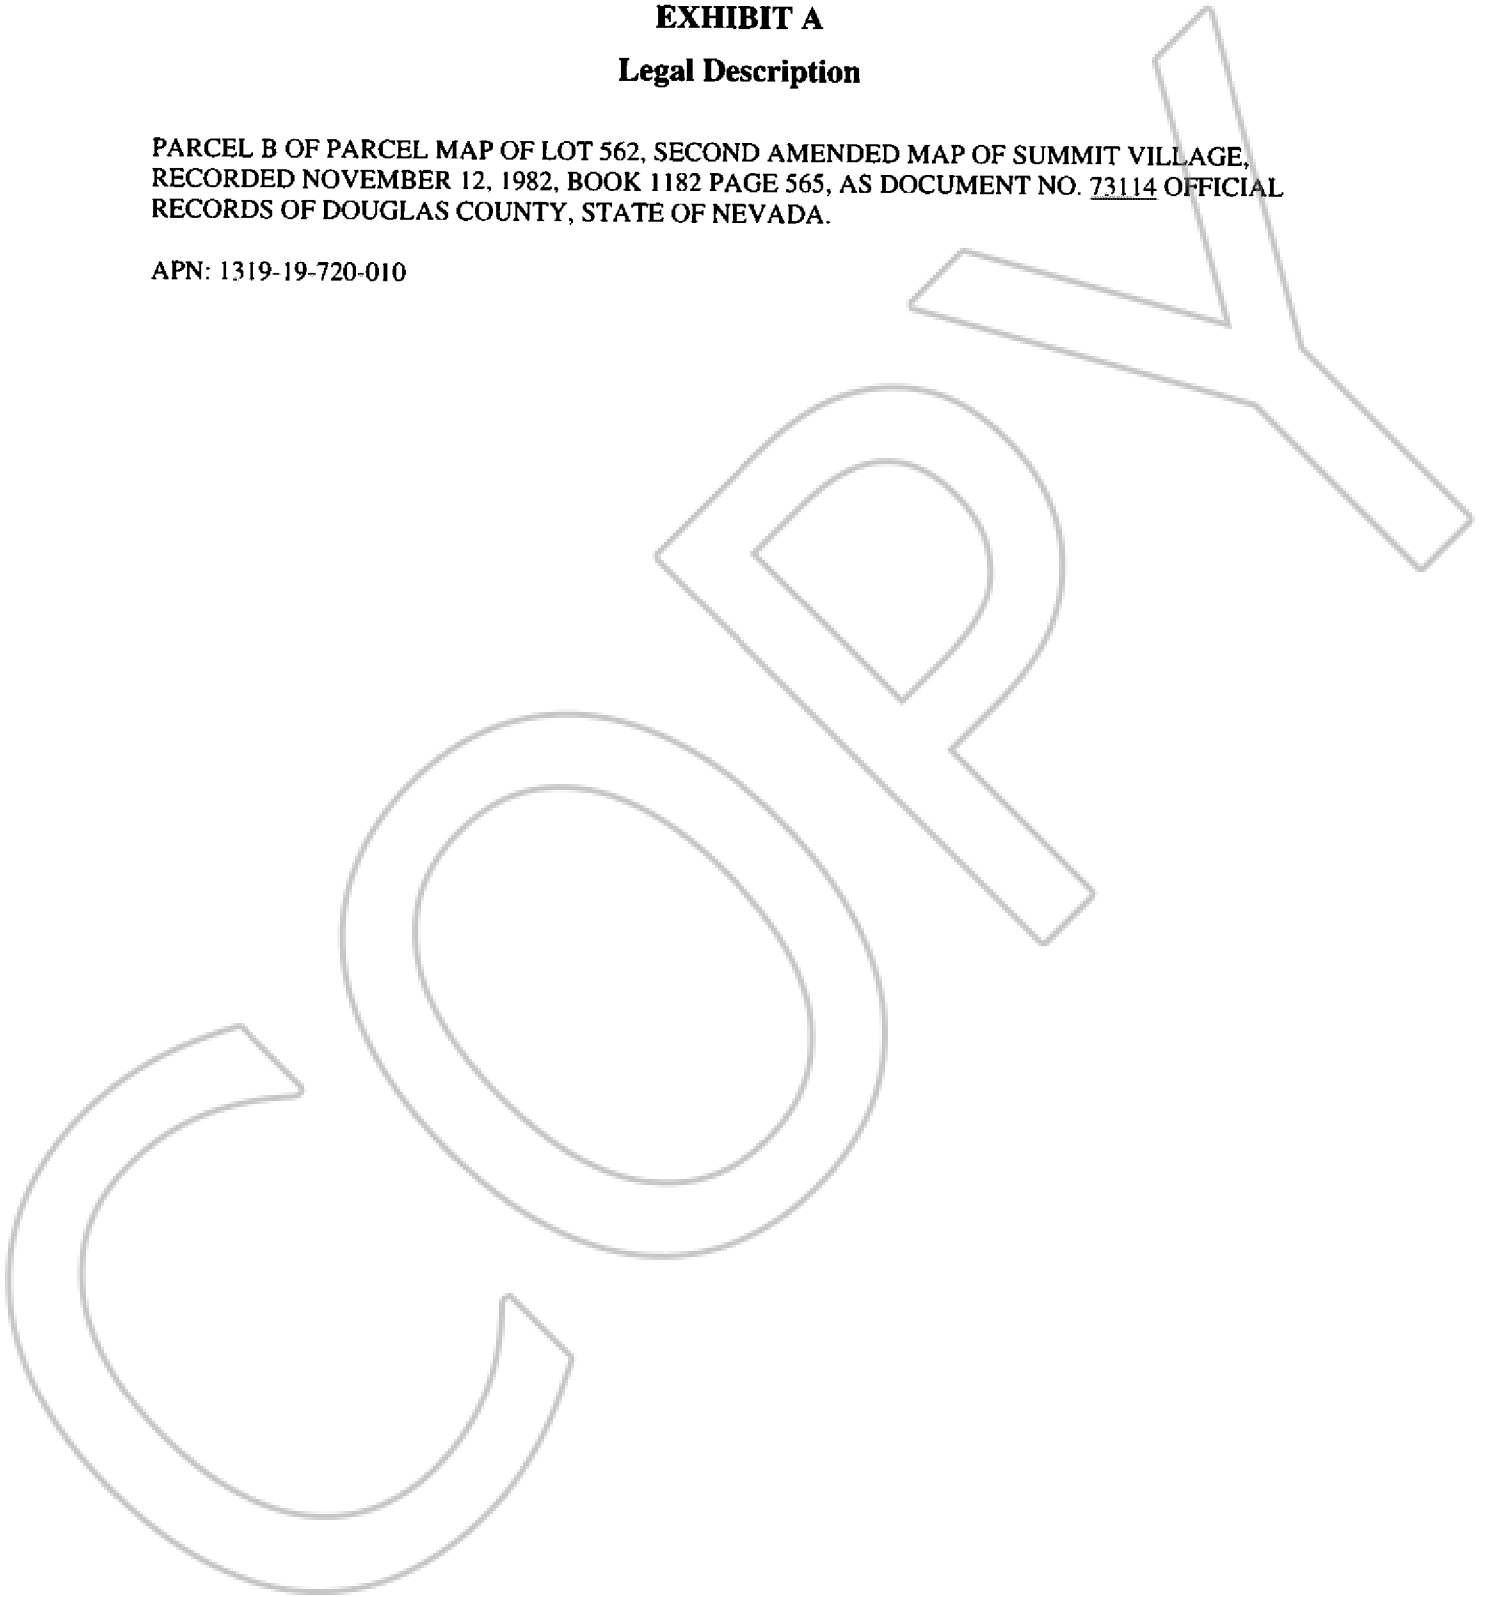 EXHIBIT A
Legal Description
PARCEL B OF PARCEL MAP OF LOT 562, SECOND AMENDED MAP OF SUMMIT VILLAGE,
RECORDED NOVEMBER 12, 1982, BOOK 1182 PAGE 565, AS DOCUMENT NO. 73114 OFFICIAL
RECORDS OF DOUGLAS COUNTY, STATE OF NEVADA.
APN: 1319-19-720-010
COPY